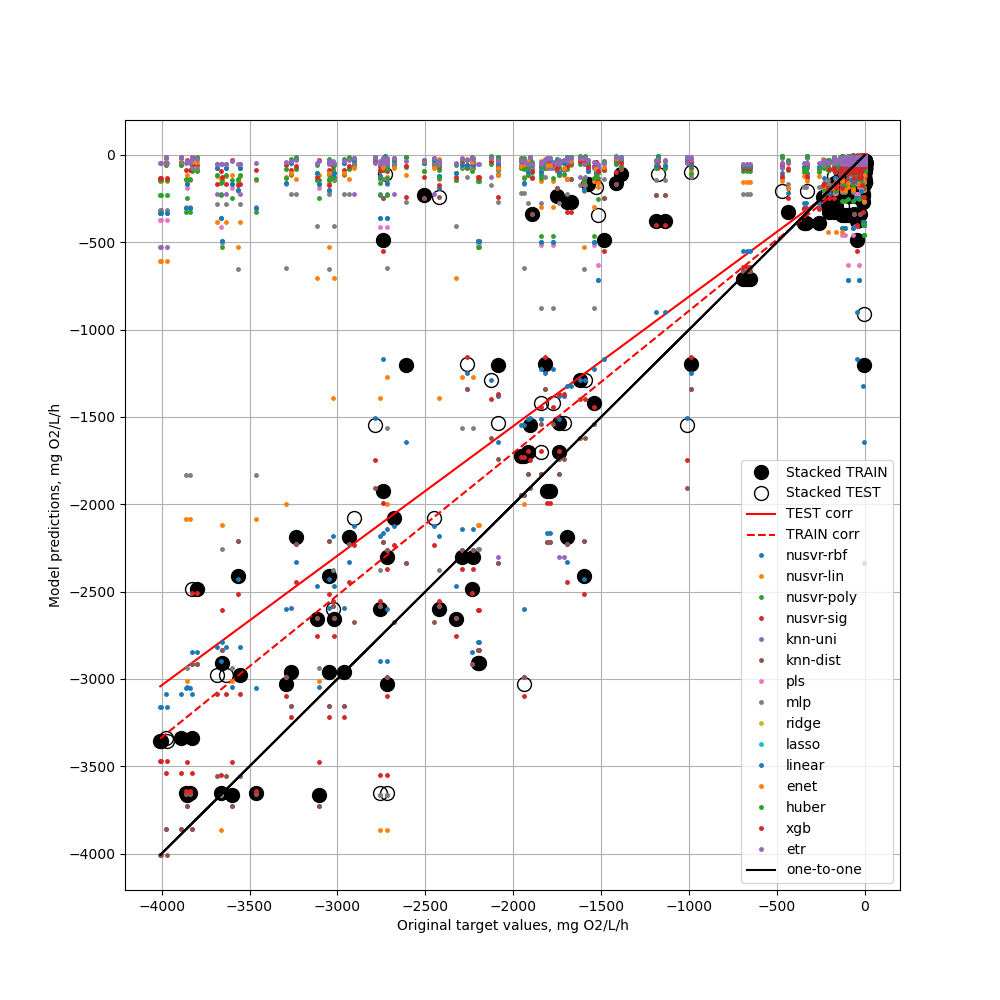 0
−500
−1000
−1500
−2000
−2500
−3000
−3500
−4000
Model predictions, mg O2/L/h
−4000 −3500 −3000 −2500 −2000 −1500 −1000 −500 0
Original target values, mg O2/L/h
Stacked TRAIN
Stacked TEST
TEST corr
TRAIN corr
nusvr-rbf
nusvr-lin
nusvr-poly
nusvr-sig
knn-uni
knn-dist
pls
mlp
ridge
lasso
linear
enet
huber
xgb
etr
one-to-one